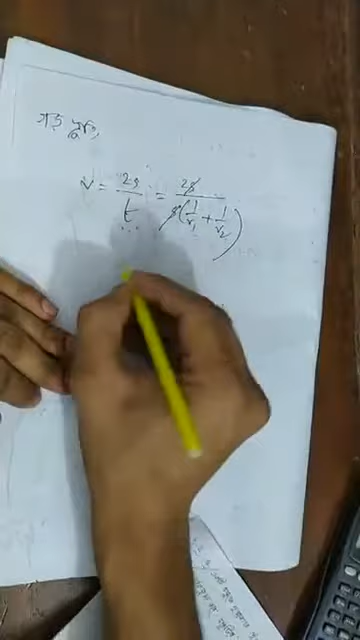 গড় দ্রুতি,
v = 2s/t = 2s/s(1/v₁ + 1/v₂)